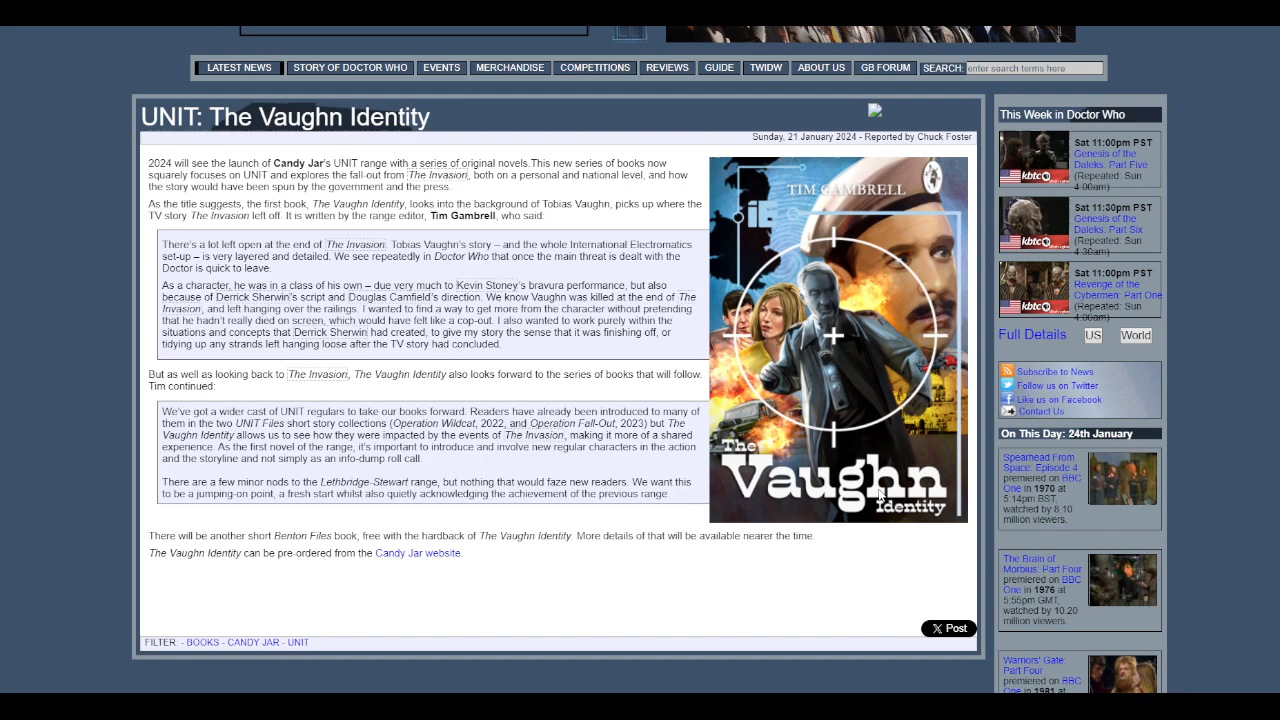 LATEST NEWS STORY OF DOCTOR WHO EVENTS MERCHANDISE COMPETITIONS REVIEWS GUIDE TWIDW ABOUT US GB FORUM SEARCH: enter search terms here
UNIT: The Vaughn Identity
Sunday, 21 January 2024 - Reported by Chuck Foster
2024 will see the launch of Candy Jar's UNIT range with a series of original novels.This new series of books now
squarely focuses on UNIT and explores the fall-out from The Invasion, both on a personal and national level, and how
the story would have been spun by the government and the press.
As the title suggests, the first book, The Vaughn Identity, looks into the background of Tobias Vaughn, picks up where the
TV story The Invasion left off. It is written by the range editor, Tim Gambrell, who said:
There's a lot left open at the end of The Invasion. Tobias Vaughn's story – and the whole International Electromatics
set-up – is very layered and detailed. We see repeatedly in Doctor Who that once the main threat is dealt with the
Doctor is quick to leave.
As a character, he was in a class of his own – due very much to Kevin Stoney's bravura performance, but also
because of Derrick Sherwin's script and Douglas Camfield's direction. We know Vaughn was killed at the end of The
Invasion, and left hanging over the railings. I wanted to find a way to get more from the character without pretending
that he hadn't really died on screen, which would have felt like a cop-out. I also wanted to work purely within the
situations and concepts that Derrick Sherwin had created, to give my story the sense that it was finishing off, or
tidying up any strands left hanging loose after the TV story had concluded.
But as well as looking back to The Invasion, The Vaughn Identity also looks forward to the series of books that will follow.
Tim continued:
We've got a wider cast of UNIT regulars to take our books forward. Readers have already been introduced to many of
them in the two UNIT Files short story collections (Operation Wildcat, 2022, and Operation Fall-Out, 2023) but The
Vaughn Identity allows us to see how they were impacted by the events of The Invasion, making it more of a shared
experience. As the first novel of the range, it's important to introduce and involve new regular characters in the action
and the storyline and not simply as an info-dump roll call.
There are a few minor nods to the Lethbridge-Stewart range, but nothing that would faze new readers. We want this
to be a jumping-on point, a fresh start whilst also quietly acknowledging the achievement of the previous range.
TIM GAMBRELL
The
Vaughn
Identity
There will be another short Benton Files book, free with the hardback of The Vaughn Identity. More details of that will be available nearer the time.
The Vaughn Identity can be pre-ordered from the Candy Jar website.
X Post
FILTER: - BOOKS - CANDY JAR - UNIT
This Week in Doctor Who
kbtc
Sat 11:00pm PST
Genesis of the
Daleks: Part Five
(Repeated: Sun
4:00am)
kbtc
Sat 11:30pm PST
Genesis of the
Daleks: Part Six
(Repeated: Sun
4:30am)
kbtc
Sat 11:00pm PST
Revenge of the
Cybermen: Part One
(Repeated: Sun
4:00am)
Full Details US World
Subscribe to News
Follow us on Twitter
Like us on Facebook
Contact Us
On This Day: 24th January
Spearhead From
Space: Episode 4
premiered on BBC
One in 1970 at
5:14pm BST,
watched by 8.10
million viewers.
The Brain of
Morbius: Part Four
premiered on BBC
One in 1976 at
5:55pm GMT,
watched by 10.20
million viewers.
Warriors' Gate:
Part Four
premiered on BBC
One in 1981 at